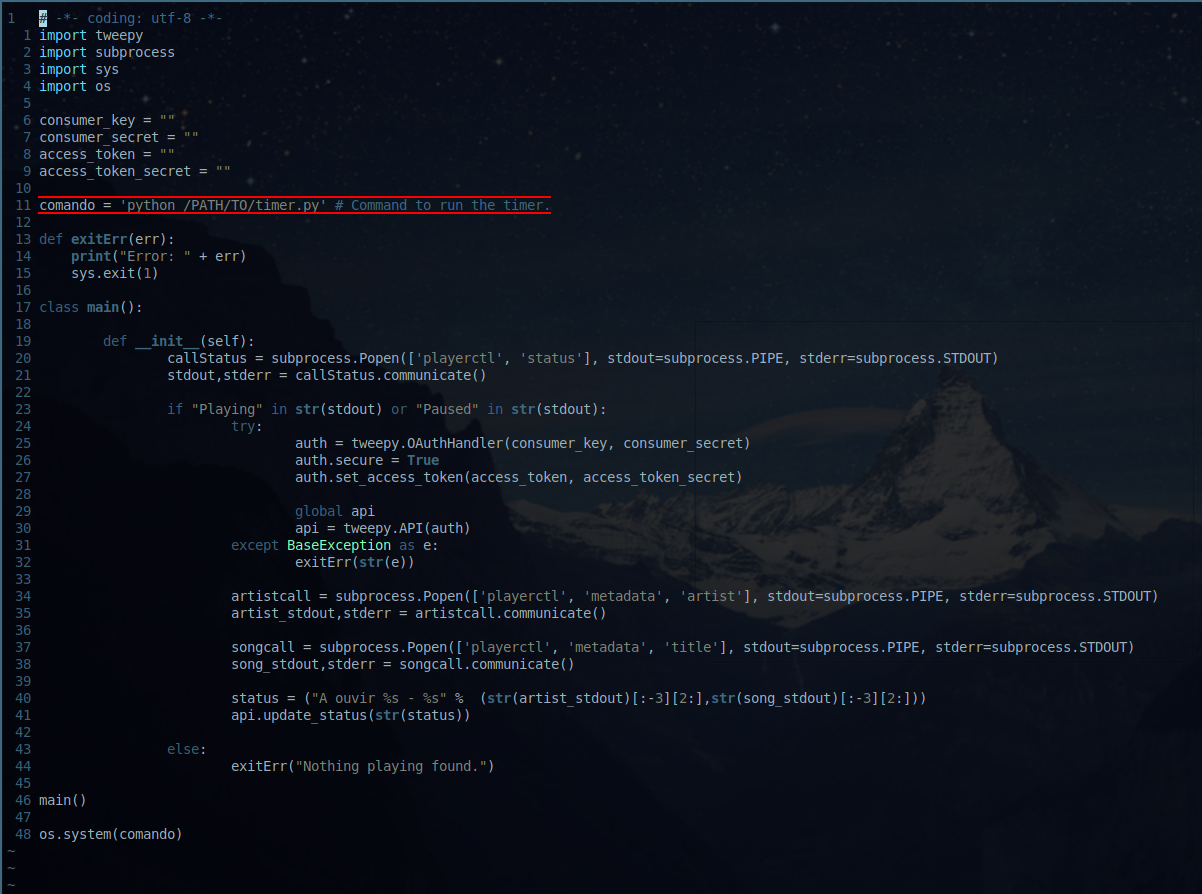 1 # -*- coding: utf-8 -*-
1 import tweepy
2 import subprocess
3 import sys
4 import os
5
6 consumer_key = ""
7 consumer_secret = ""
8 access_token = ""
9 access_token_secret = ""
10
11 comando = 'python /PATH/TO/timer.py' # Command to run the timer.
12
13 def exitErr(err):
14     print("Error: " + err)
15     sys.exit(1)
16
17 class main():
18
19         def __init__(self):
20                 callStatus = subprocess.Popen(['playerctl', 'status'], stdout=subprocess.PIPE, stderr=subprocess.STDOUT)
21                 stdout,stderr = callStatus.communicate()
22
23                 if "Playing" in str(stdout) or "Paused" in str(stdout):
24                         try:
25                                 auth = tweepy.OAuthHandler(consumer_key, consumer_secret)
26                                 auth.secure = True
27                                 auth.set_access_token(access_token, access_token_secret)
28
29                                 global api
30                                 api = tweepy.API(auth)
31                         except BaseException as e:
32                                 exitErr(str(e))
33
34                         artistcall = subprocess.Popen(['playerctl', 'metadata', 'artist'], stdout=subprocess.PIPE, stderr=subprocess.STDOUT)
35                         artist_stdout,stderr = artistcall.communicate()
36
37                         songcall = subprocess.Popen(['playerctl', 'metadata', 'title'], stdout=subprocess.PIPE, stderr=subprocess.STDOUT)
38                         song_stdout,stderr = songcall.communicate()
39
40                         status = ("A ouvir %s - %s" %  (str(artist_stdout)[:-3][2:],str(song_stdout)[:-3][2:]))
41                         api.update_status(str(status))
42
43                 else:
44                         exitErr("Nothing playing found.")
45
46 main()
47
48 os.system(comando)
~
~
~